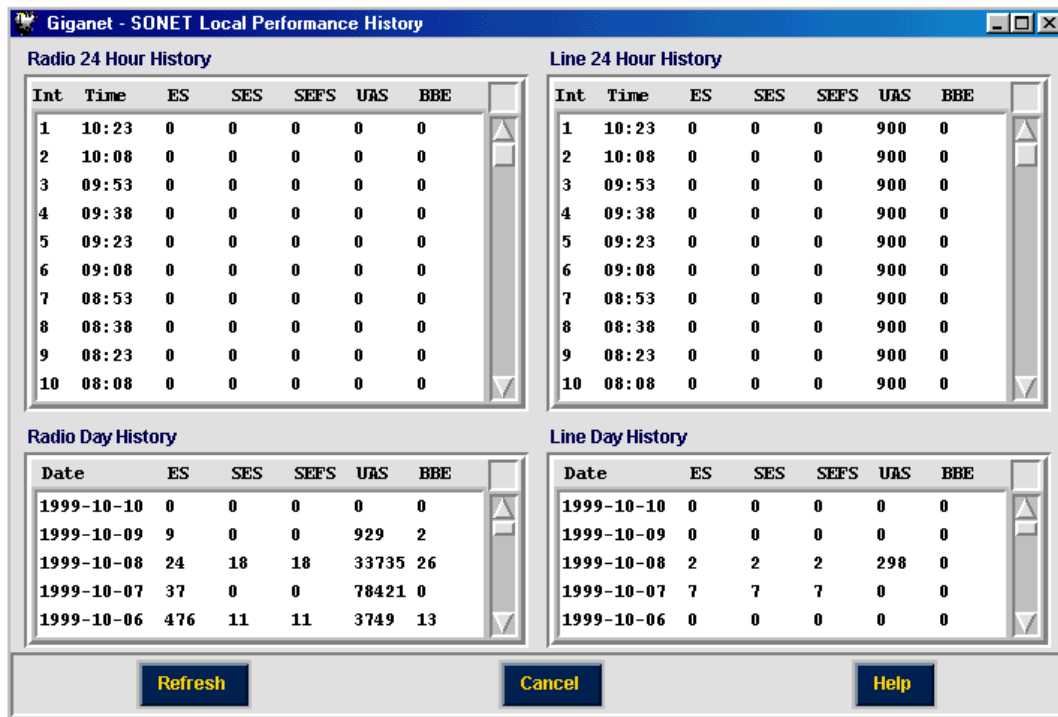 Giganet - SONET Local Performance History
Radio 24 Hour History
Int Time ES SES SEFS UAS BBE
1 10:23 0 0 0 0 0
2 10:08 0 0 0 0 0
3 09:53 0 0 0 0 0
4 09:38 0 0 0 0 0
5 09:23 0 0 0 0 0
6 09:08 0 0 0 0 0
7 08:53 0 0 0 0 0
8 08:38 0 0 0 0 0
9 08:23 0 0 0 0 0
10 08:08 0 0 0 0 0
Line 24 Hour History
Int Time ES SES SEFS UAS BBE
1 10:23 0 0 0 900 0
2 10:08 0 0 0 900 0
3 09:53 0 0 0 900 0
4 09:38 0 0 0 900 0
5 09:23 0 0 0 900 0
6 09:08 0 0 0 900 0
7 08:53 0 0 0 900 0
8 08:38 0 0 0 900 0
9 08:23 0 0 0 900 0
10 08:08 0 0 0 900 0
Radio Day History
Date ES SES SEFS UAS BBE
1999-10-10 0 0 0 0 0
1999-10-09 9 0 0 929 2
1999-10-08 24 18 18 33735 26
1999-10-07 37 0 0 78421 0
1999-10-06 476 11 11 3749 13
Line Day History
Date ES SES SEFS UAS BBE
1999-10-10 0 0 0 0 0
1999-10-09 0 0 0 0 0
1999-10-08 2 2 2 298 0
1999-10-07 7 7 7 0 0
1999-10-06 0 0 0 0 0
Refresh
Cancel
Help